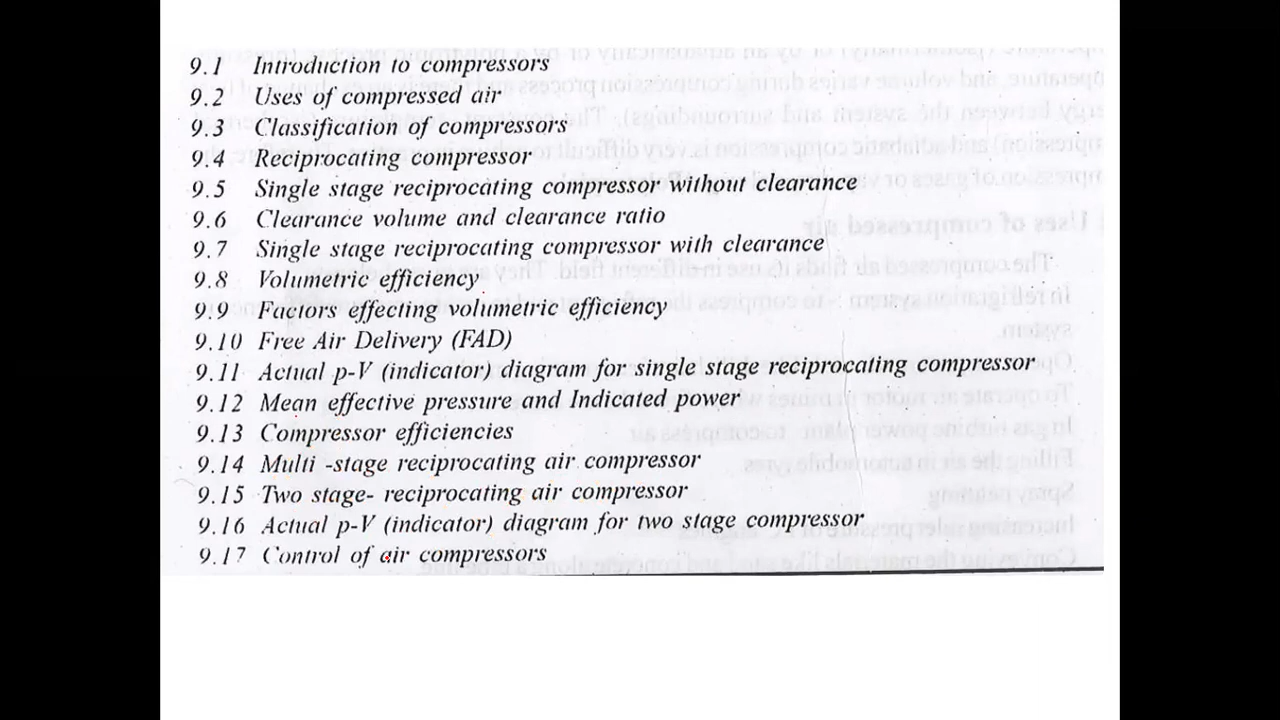 9.1 Introduction to compressors
9.2 Uses of compressed air
9.3 Classification of compressors
9.4 Reciprocating compressor
9.5 Single stage reciprocating compressor without clearance
9.6 Clearance volume and clearance ratio
9.7 Single stage reciprocating compressor with clearance
9.8 Volumetric efficiency
9.9 Factors effecting volumetric efficiency
9.10 Free Air Delivery (FAD)
9.11 Actual p-V (indicator) diagram for single stage reciprocating compressor
9.12 Mean effective pressure and Indicated power
9.13 Compressor efficiencies
9.14 Multi -stage reciprocating air compressor
9.15 Two stage- reciprocating air compressor
9.16 Actual p-V (indicator) diagram for two stage compressor
9.17 Control of air compressors